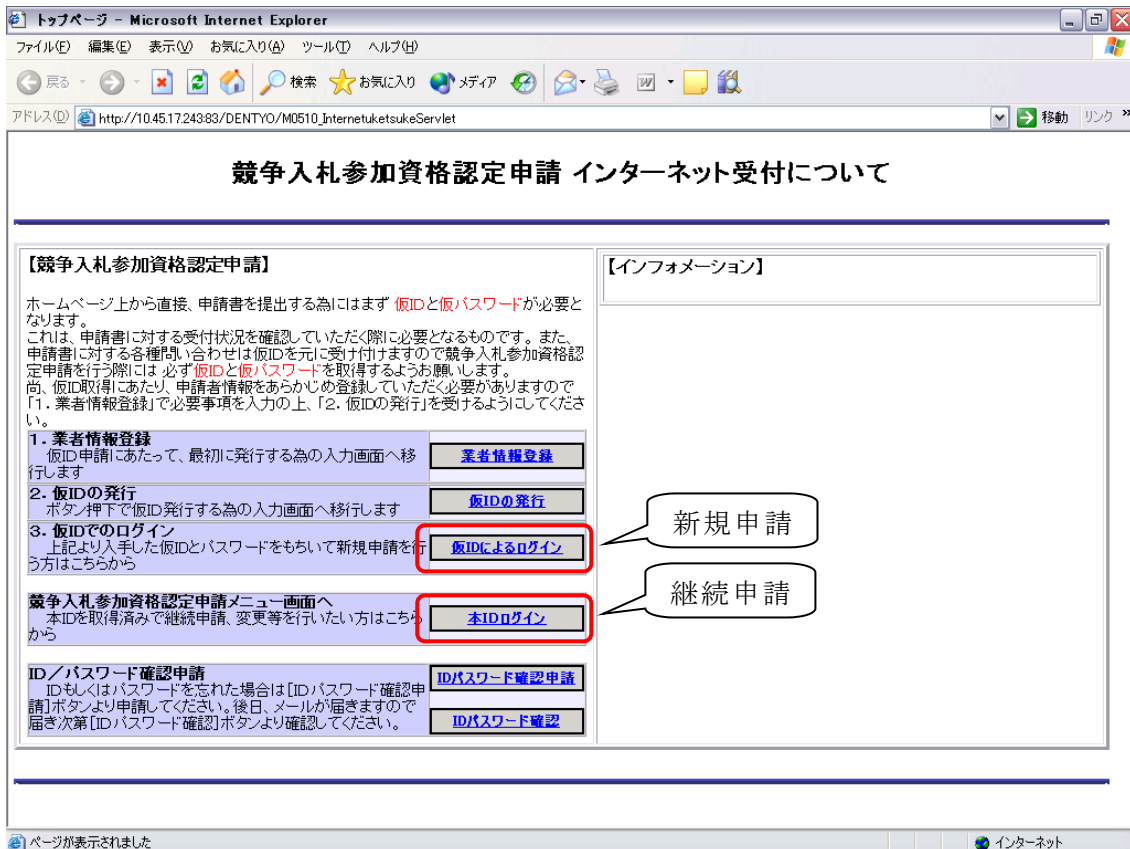 トップページ - Microsoft Internet Explorer
ファイル(F) 編集(E) 表示(V) お気に入り(A) ツール(T) ヘルプ(H)
戻る 検索 お気に入り メディア
アドレス(D) http://10.45.17.243:83/DENTYO/M0510_InternetuketsukeServlet 移動 リンク »
競争入札参加資格認定申請 インターネット受付について
【競争入札参加資格認定申請】
ホームページ上から直接、申請書を提出する為にはまず 仮IDと仮パスワードが必要と
なります。
これは、申請書に対する受付状況を確認していただく際に必要となるものです。また、
申請書に対する各種問い合わせは仮IDを元に受け付けますので競争入札参加資格認
定申請を行う際には 必ず仮IDと仮パスワードを取得するようお願いします。
尚、仮ID取得にあたり、申請者情報をあらかじめ登録していただく必要がありますので
「1．業者情報登録」で必要事項を入力の上、「2．仮IDの発行」を受けるようにしてくださ
い。
【インフォメーション】
1．業者情報登録
仮ID申請にあたって、最初に発行する為の入力画面へ移
行します
業者情報登録
2．仮IDの発行
ボタン押下で仮ID発行する為の入力画面へ移行します
仮IDの発行
3．仮IDでのログイン
上記より入手した仮IDとパスワードをもちいて新規申請を行
う方はこちらから
仮IDによるログイン
新規申請
競争入札参加資格認定申請メニュー画面へ
本IDを取得済みで継続申請、変更等を行いたい方はこちら
から
本IDログイン
継続申請
ID／パスワード確認申請
IDもしくはパスワードを忘れた場合は[IDパスワード確認申
請]ボタンより申請してください。後日、メールが届きますので
届き次第[IDパスワード確認]ボタンより確認してください。
IDパスワード確認申請
IDパスワード確認
ページが表示されました インターネット